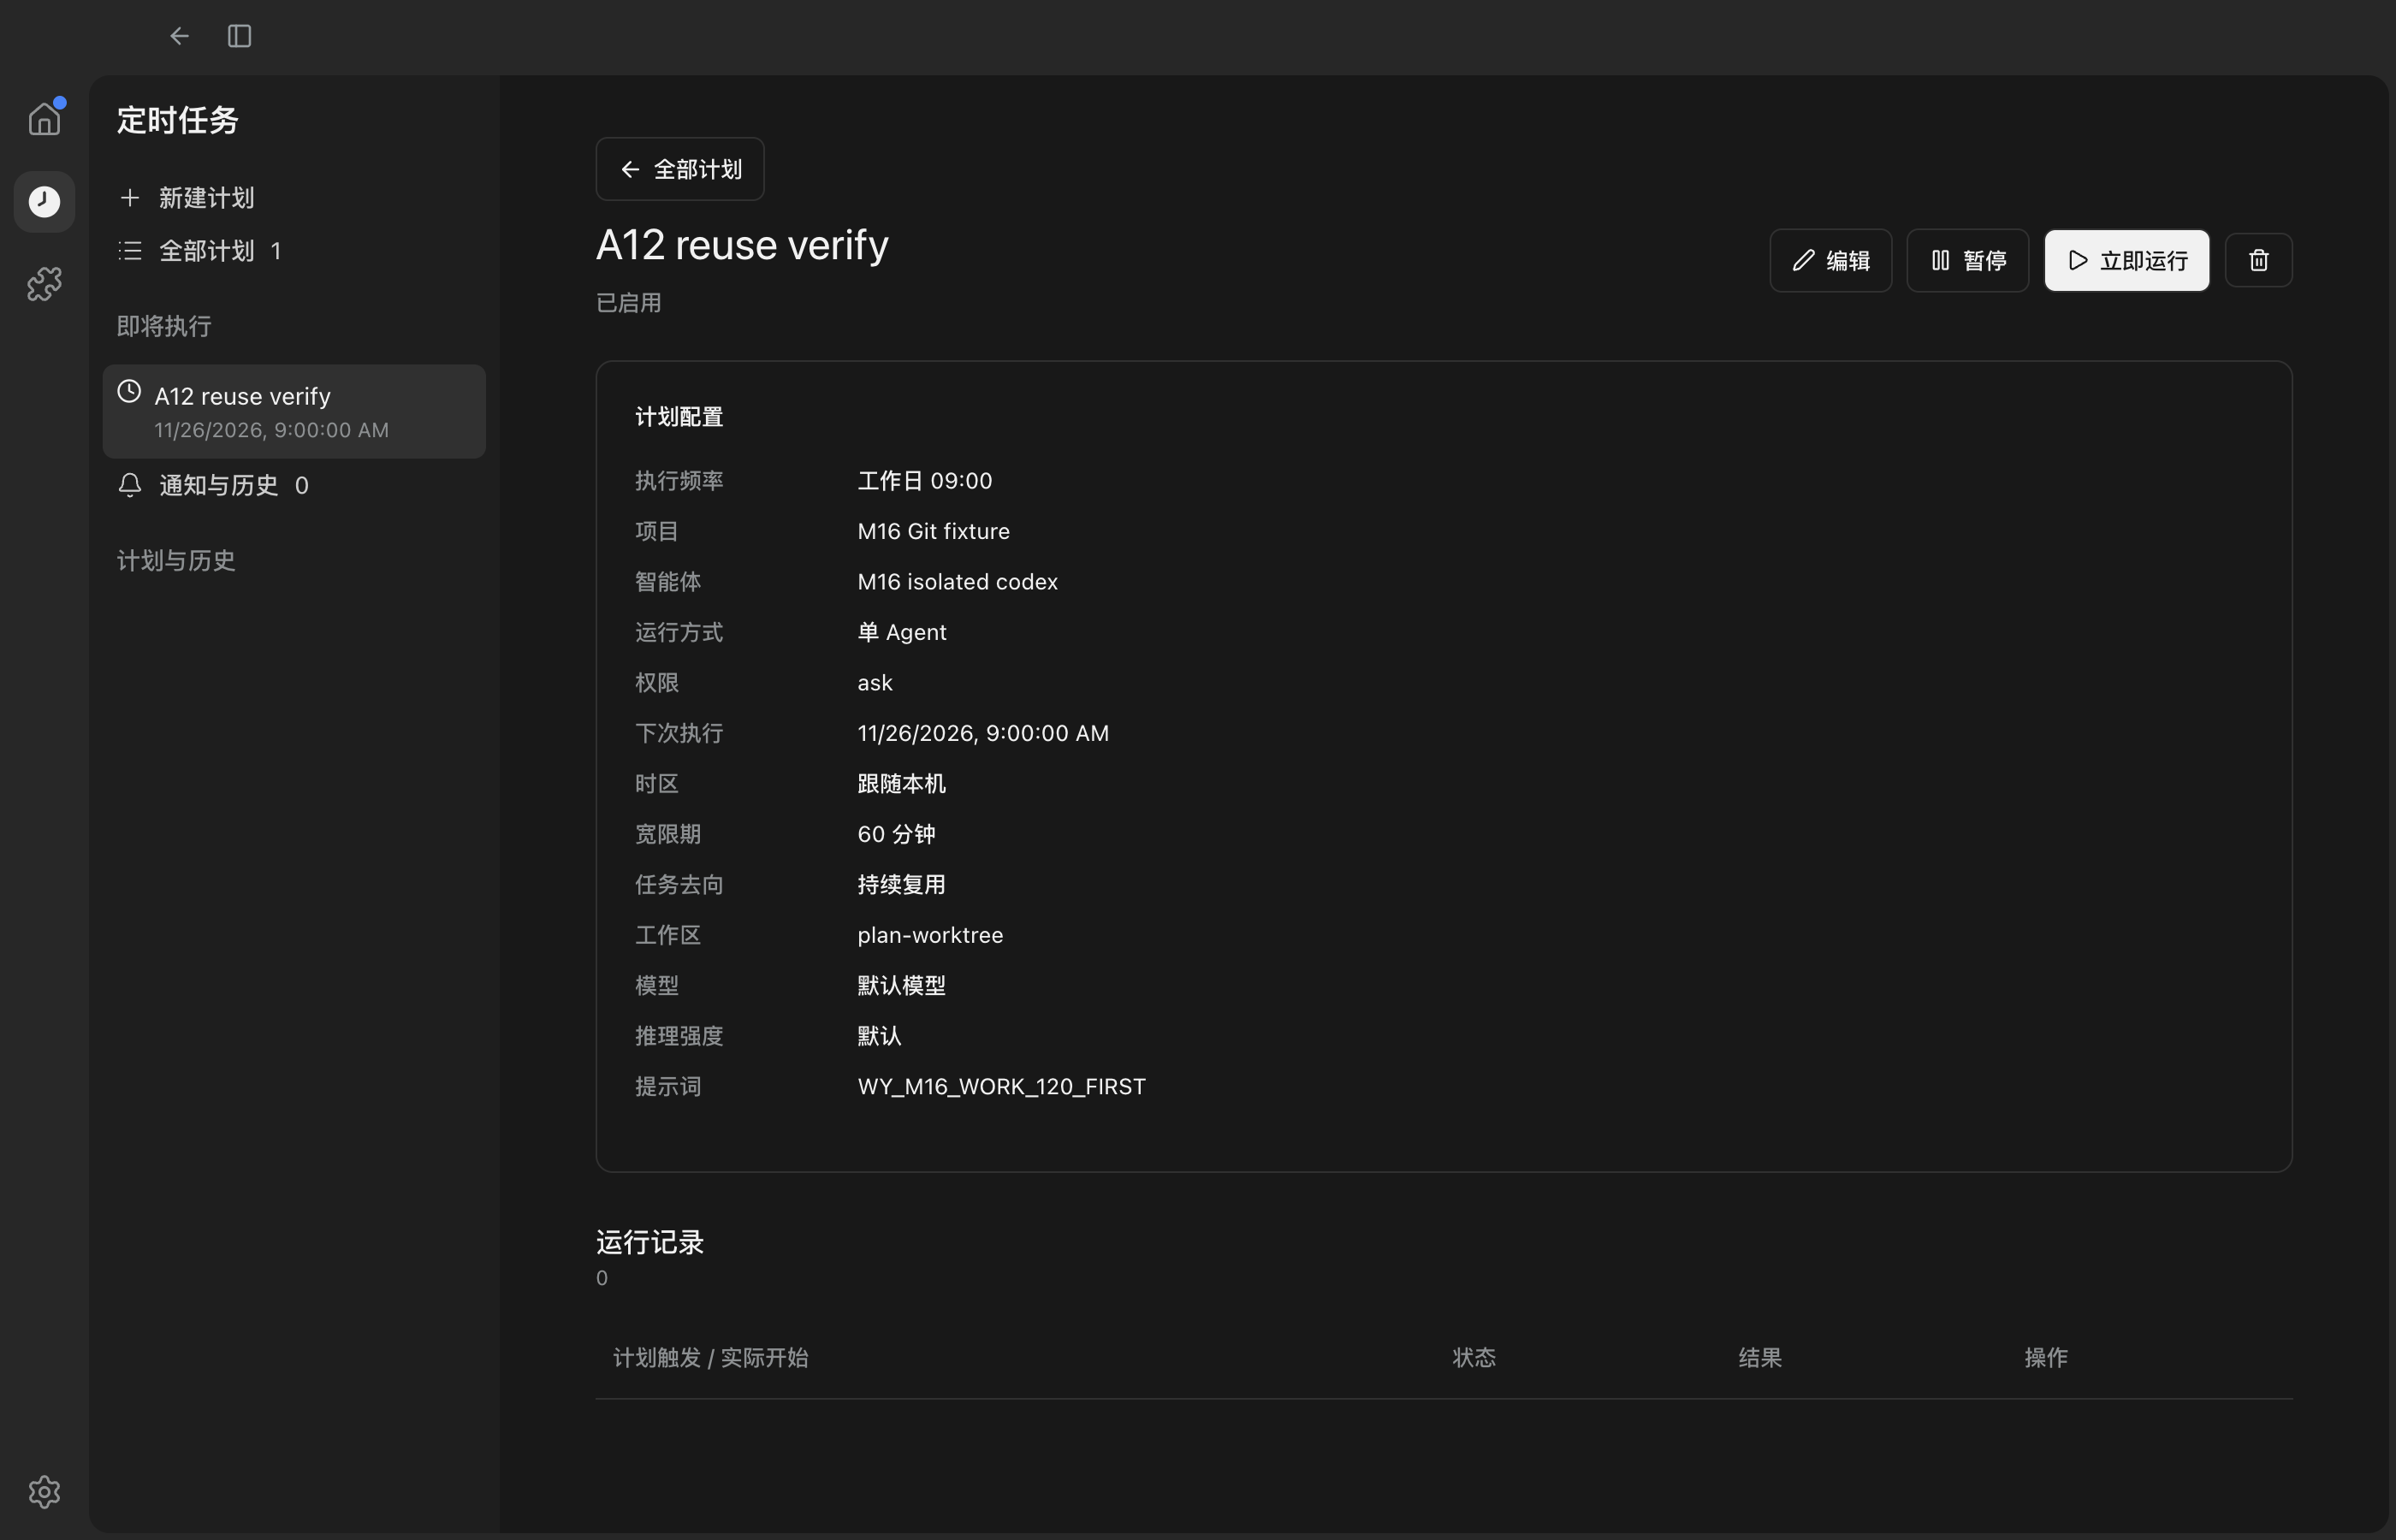 定时任务
新建计划
全部计划 1
即将执行
A12 reuse verify
11/26/2026, 9:00:00 AM
通知与历史 0
计划与历史
全部计划
A12 reuse verify
已启用
编辑
暂停
立即运行
计划配置
执行频率 工作日 09:00
项目 M16 Git fixture
智能体 M16 isolated codex
运行方式 单 Agent
权限 ask
下次执行 11/26/2026, 9:00:00 AM
时区 跟随本机
宽限期 60 分钟
任务去向 持续复用
工作区 plan-worktree
模型 默认模型
推理强度 默认
提示词 WY_M16_WORK_120_FIRST
运行记录
0
计划触发 / 实际开始 状态 结果 操作